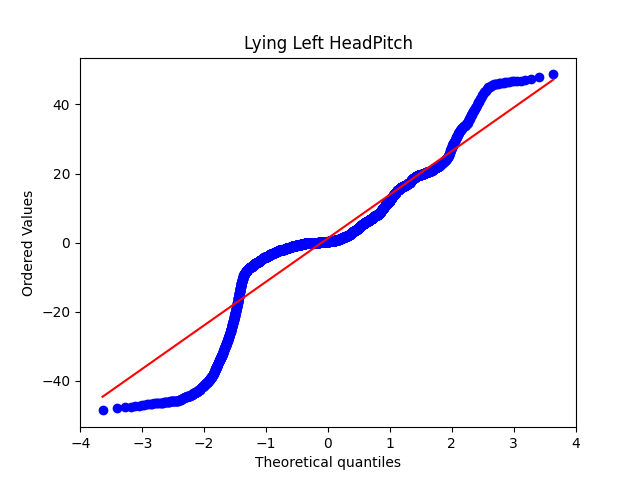 Lying Left HeadPitch
Ordered Values
40
20
0
−20
−40
−4 −3 −2 −1 0 1 2 3 4
Theoretical quantiles